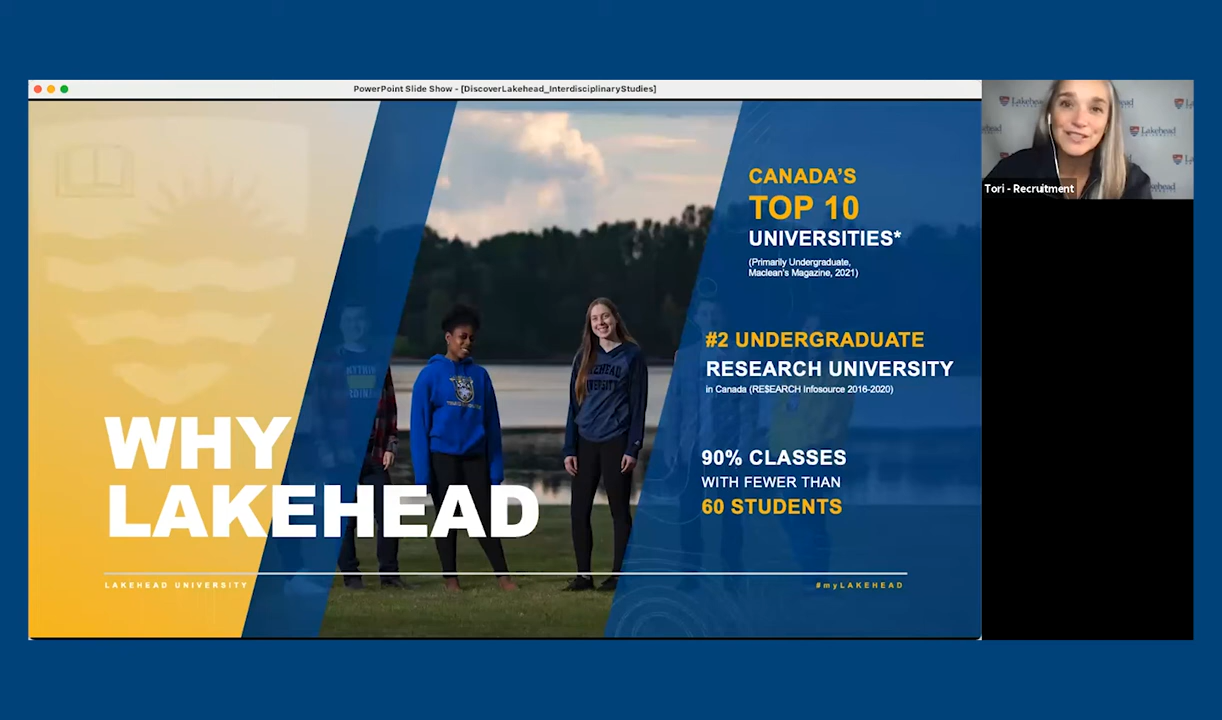 PowerPoint Slide Show - [DiscoverLakehead_InterdisciplinaryStudies]
CANADA'S
TOP 10
UNIVERSITIES*
(Primarily Undergraduate,
Maclean's Magazine, 2021)
#2 UNDERGRADUATE
RESEARCH UNIVERSITY
in Canada (RE$EARCH Infosource 2016-2020)
90% CLASSES
WITH FEWER THAN
60 STUDENTS
WHY
LAKEHEAD
LAKEHEAD UNIVERSITY
#myLAKEHEAD
Lakehead
Lakehead
Tori - Recruitment